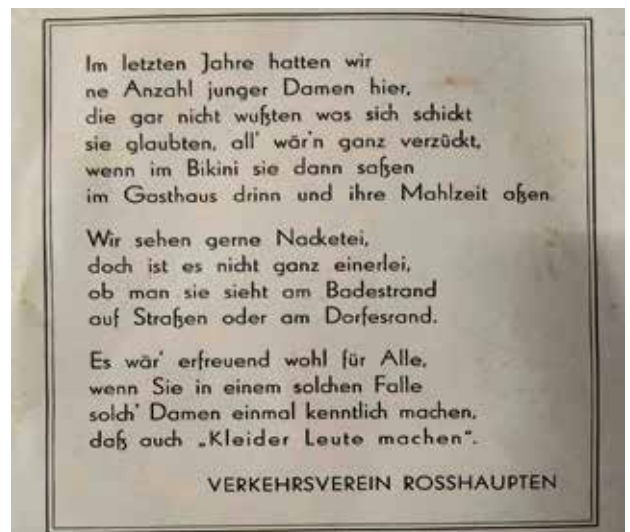 Im letzten Jahre hatten wir
ne Anzahl junger Damen hier,
die gar nicht wußten was sich schickt
sie glaubten, all' wär'n ganz verzückt,
wenn im Bikini sie dann saßen
im Gasthaus drinn und ihre Mahlzeit aßen.
Wir sehen gerne Nacketei,
doch ist es nicht ganz einerlei,
ob man sie sieht am Badestrand
auf Straßen oder am Dorfesrand.
Es wär' erfreuend wohl für Alle,
wenn Sie in einem solchen Falle
solch' Damen einmal kenntlich machen,
daß auch „Kleider Leute machen".
VERKEHRSVEREIN ROSSHAUPTEN